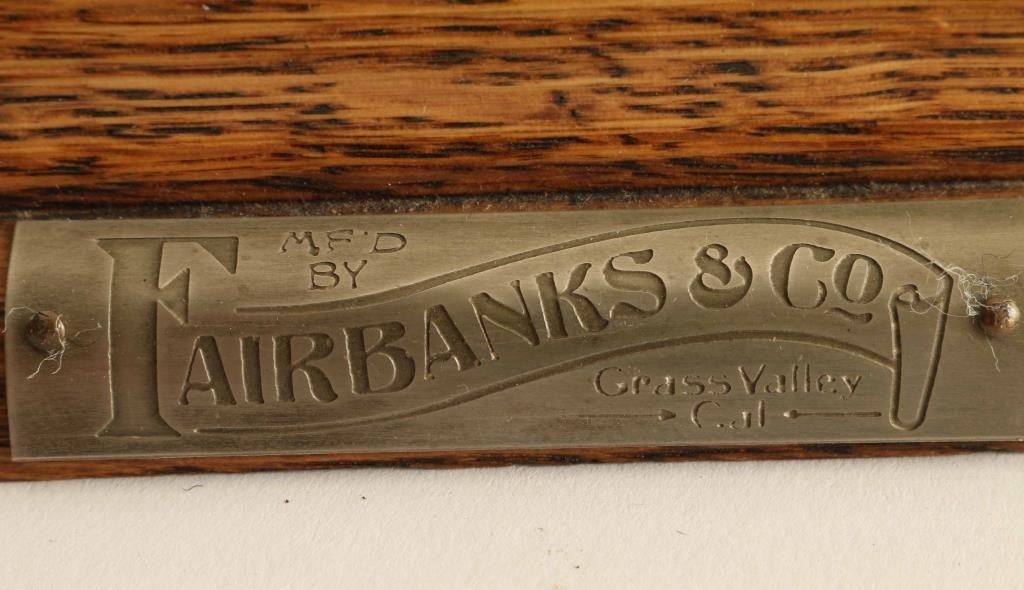 MF'D
BY
FAIRBANKS & CO
Grass Valley
Cal